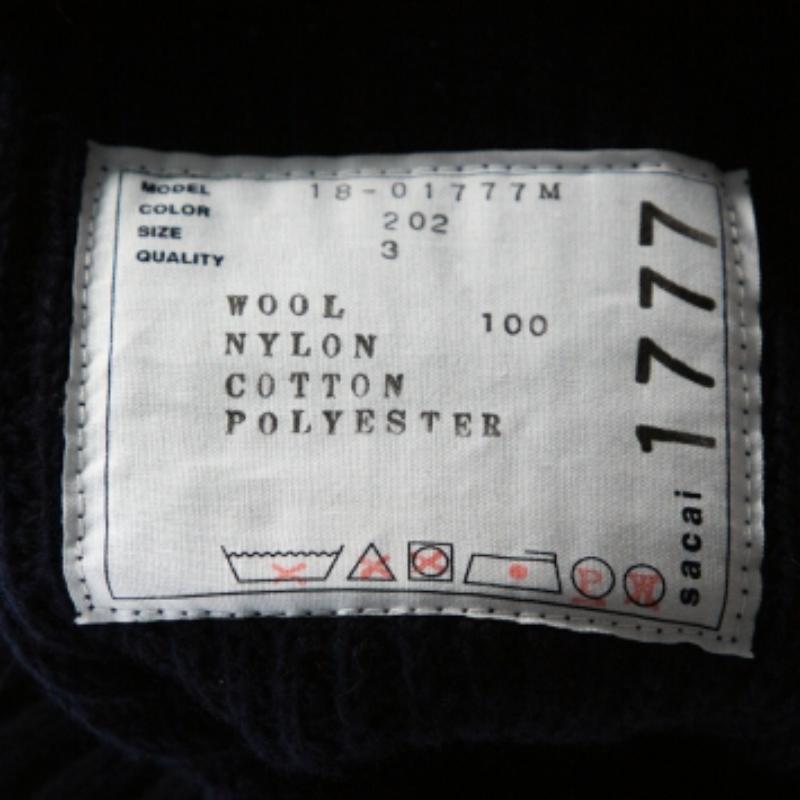 MODEL 18-01777M
COLOR 202
SIZE 3
QUALITY
WOOL 100
NYLON
COTTON
POLYESTER
P W
sacai 1777